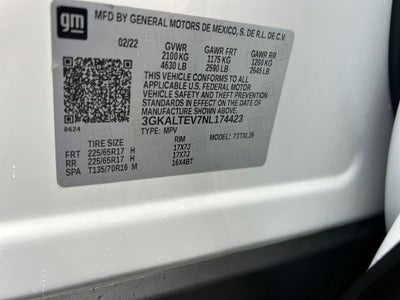 gm
MFD BY GENERAL MOTORS DE MEXICO, S. DE R.L. DE C.V.
02/22 GVWR GAWR FRT GAWR RR
2100 KG 1175 KG 1200 KG
4630 LB 2590 LB 2645 LB
THIS VEHICLE CONFORMS TO ALL
APPLICABLE U.S. FEDERAL MOTOR
VEHICLE SAFETY, BUMPER, AND THEFT
PREVENTION STANDARDS IN EFFECT ON
THE DATE OF MANUFACTURE SHOWN ABOVE.
3GKALTEV7NL174423
8624 TYPE: MPV MODEL: 73TXL26
TIRE SIZE RIM
FRT 225/65R17 H 17X7J
RR 225/65R17 H 17X7J
SPA T135/70R16 M 16X4BT